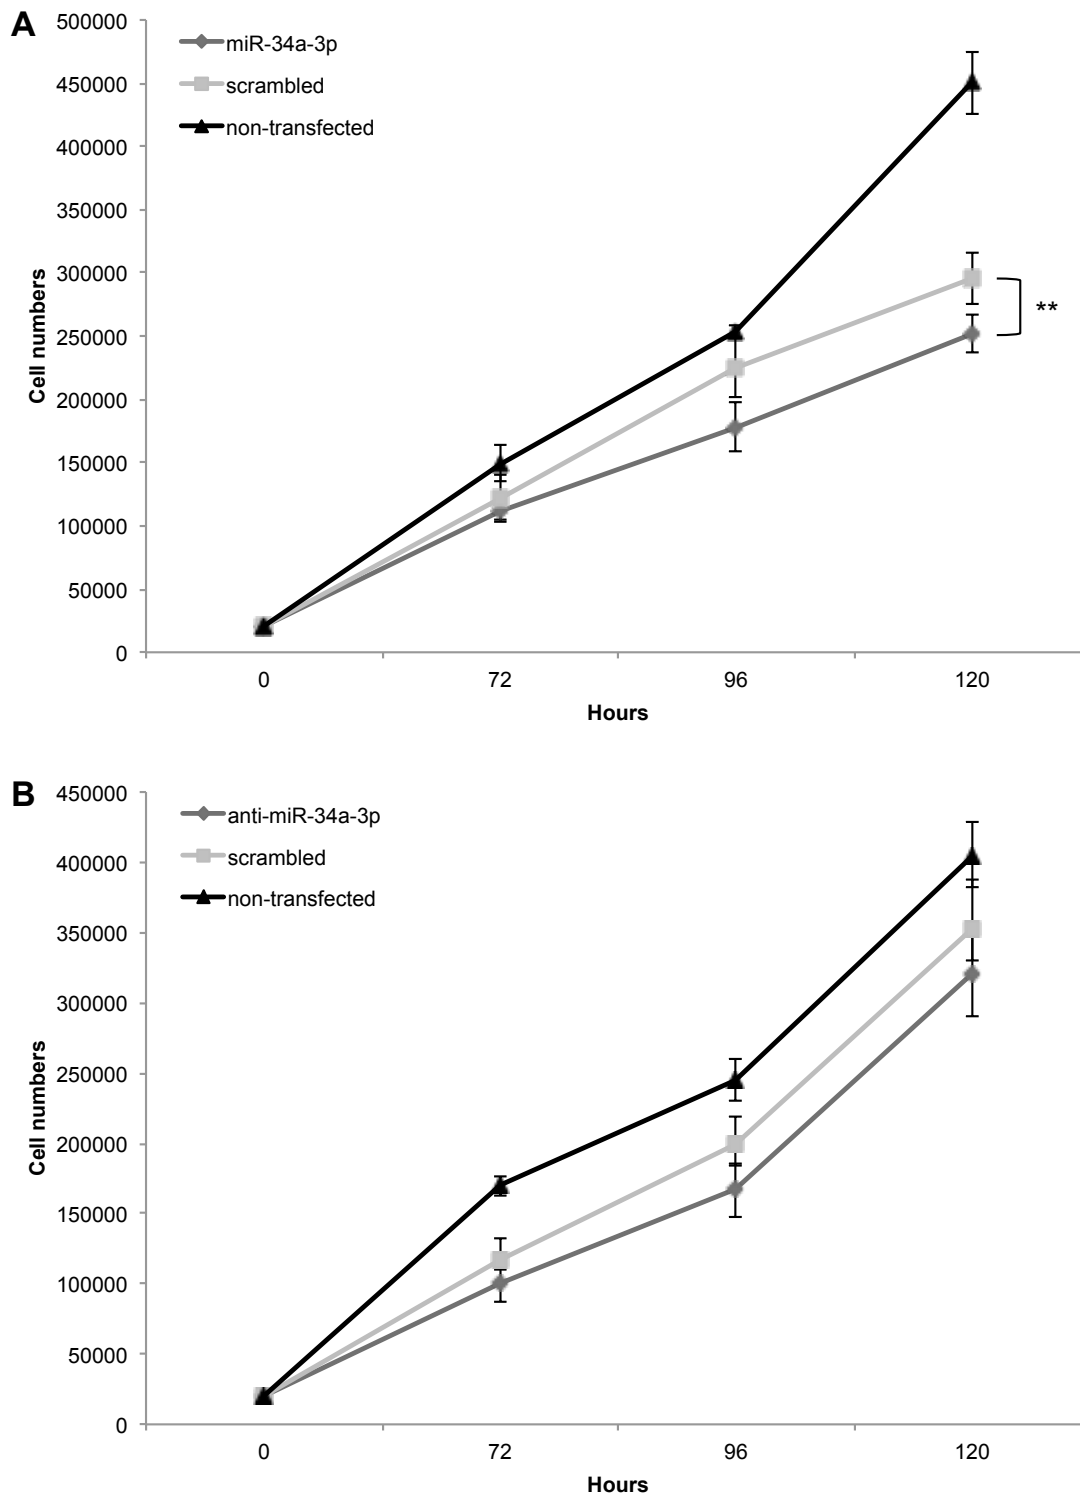 A
500000
450000
400000
350000
300000
250000
200000
150000
100000
50000
0
Cell numbers
miR-34a-3p
scrambled
non-transfected
**
0 72 96 120
Hours
B
450000
400000
350000
300000
250000
200000
150000
100000
50000
0
Cell numbers
anti-miR-34a-3p
scrambled
non-transfected
0 72 96 120
Hours